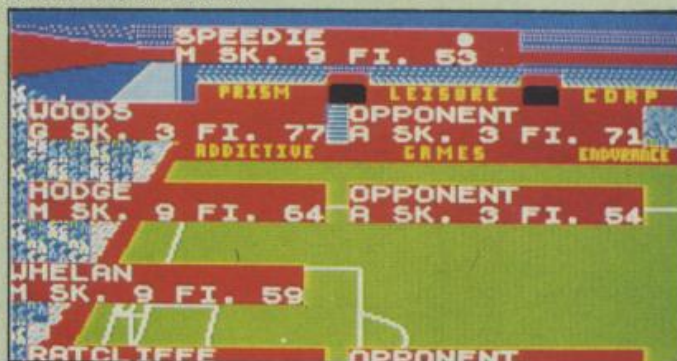 SPEEDIE
M SK. 9 FI. 53
PRISM LEISURE CORP
WOODS OPPONENT
G SK. 3 FI. 77 A SK. 3 FI. 71
ADDICTIVE GAMES ENDURANCE
HODGE OPPONENT
M SK. 9 FI. 64 A SK. 3 FI. 54
WHELAN
M SK. 9 FI. 59
RATCLIFFE OPPONENT